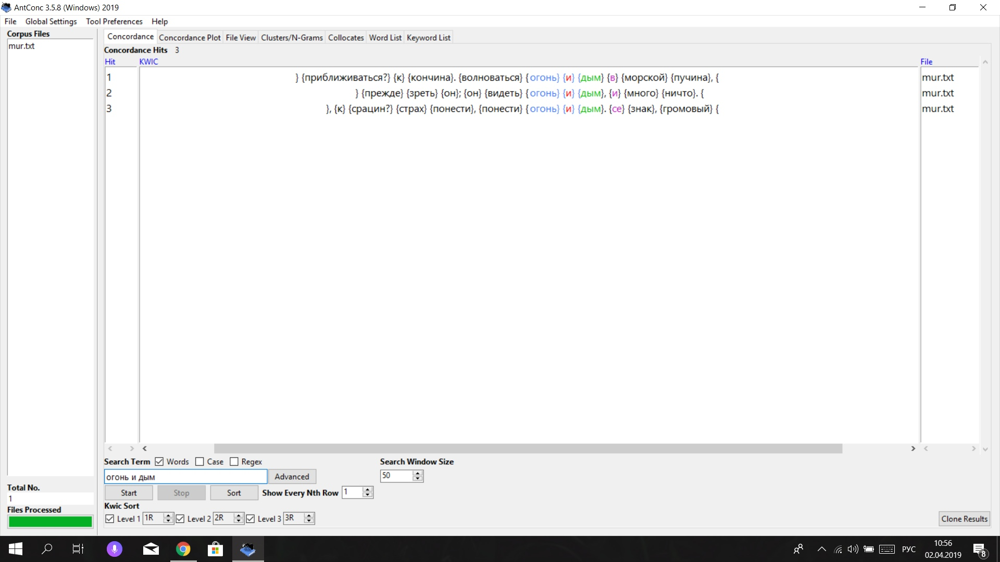 AntConc 3.5.8 (Windows) 2019
File Global Settings Tool Preferences Help
Corpus Files
mur.txt
Concordance Concordance Plot File View Clusters/N-Grams Collocates Word List Keyword List
Concordance Hits 3
Hit KWIC File
1 } {приближиваться?} {к} {кончина}. {волноваться} {огонь} {и} {дым} {в} {морской} {пучина}, { mur.txt
2 } {прежде} {зреть} {он}; {он} {видеть} {огонь} {и} {дым}, {и} {много} {ничто}. { mur.txt
3 }, {к} {срацин?} {страх} {понести}, {понести} {огонь} {и} {дым}. {се} {знак}, {громовый} { mur.txt
Search Term Words Case Regex Search Window Size
огонь и дым Advanced 50
Start Stop Sort Show Every Nth Row 1
Kwic Sort
Level 1 1R Level 2 2R Level 3 3R Clone Results
Total No.
1
Files Processed
РУС 10:56
02.04.2019 8